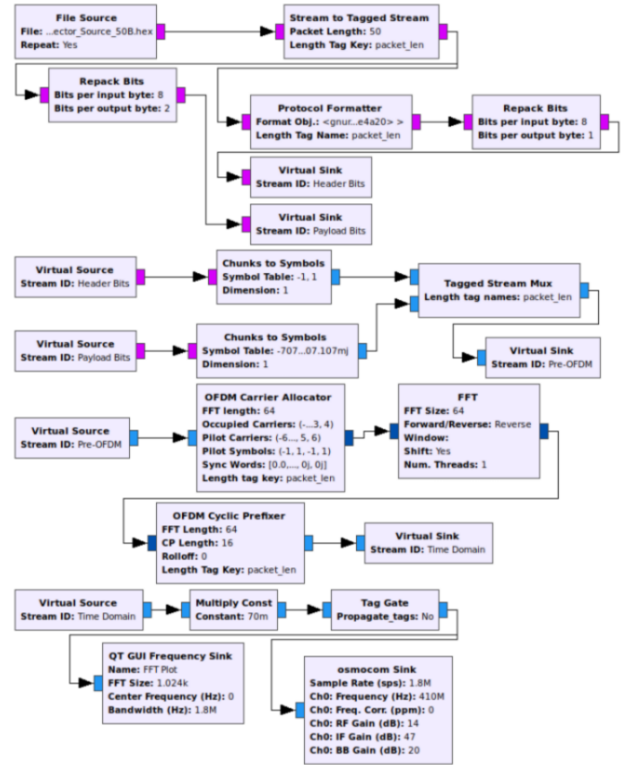 File Source
File: ...ector_Source_50B.hex
Repeat: Yes
Stream to Tagged Stream
Packet Length: 50
Length Tag Key: packet_len
Repack Bits
Bits per input byte: 8
Bits per output byte: 2
Protocol Formatter
Format Obj.: <gnur...e4a20> >
Length Tag Name: packet_len
Repack Bits
Bits per input byte: 8
Bits per output byte: 1
Virtual Sink
Stream ID: Header Bits
Virtual Sink
Stream ID: Payload Bits
Virtual Source
Stream ID: Header Bits
Chunks to Symbols
Symbol Table: -1, 1
Dimension: 1
Tagged Stream Mux
Length tag names: packet_len
Virtual Source
Stream ID: Payload Bits
Chunks to Symbols
Symbol Table: -707...07.107mj
Dimension: 1
Virtual Sink
Stream ID: Pre-OFDM
Virtual Source
Stream ID: Pre-OFDM
OFDM Carrier Allocator
FFT length: 64
Occupied Carriers: (-...3, 4)
Pilot Carriers: (-6..., 5, 6)
Pilot Symbols: (-1, 1, -1, 1)
Sync Words: [0.0,..., 0j, 0j]
Length tag key: packet_len
FFT
FFT Size: 64
Forward/Reverse: Reverse
Window:
Shift: Yes
Num. Threads: 1
OFDM Cyclic Prefixer
FFT Length: 64
CP Length: 16
Rolloff: 0
Length Tag Key: packet_len
Virtual Sink
Stream ID: Time Domain
Virtual Source
Stream ID: Time Domain
Multiply Const
Constant: 70m
Tag Gate
Propagate_tags: No
QT GUI Frequency Sink
Name: FFT Plot
FFT Size: 1.024k
Center Frequency (Hz): 0
Bandwidth (Hz): 1.8M
osmocom Sink
Sample Rate (sps): 1.8M
Ch0: Frequency (Hz): 410M
Ch0: Freq. Corr. (ppm): 0
Ch0: RF Gain (dB): 14
Ch0: IF Gain (dB): 47
Ch0: BB Gain (dB): 20